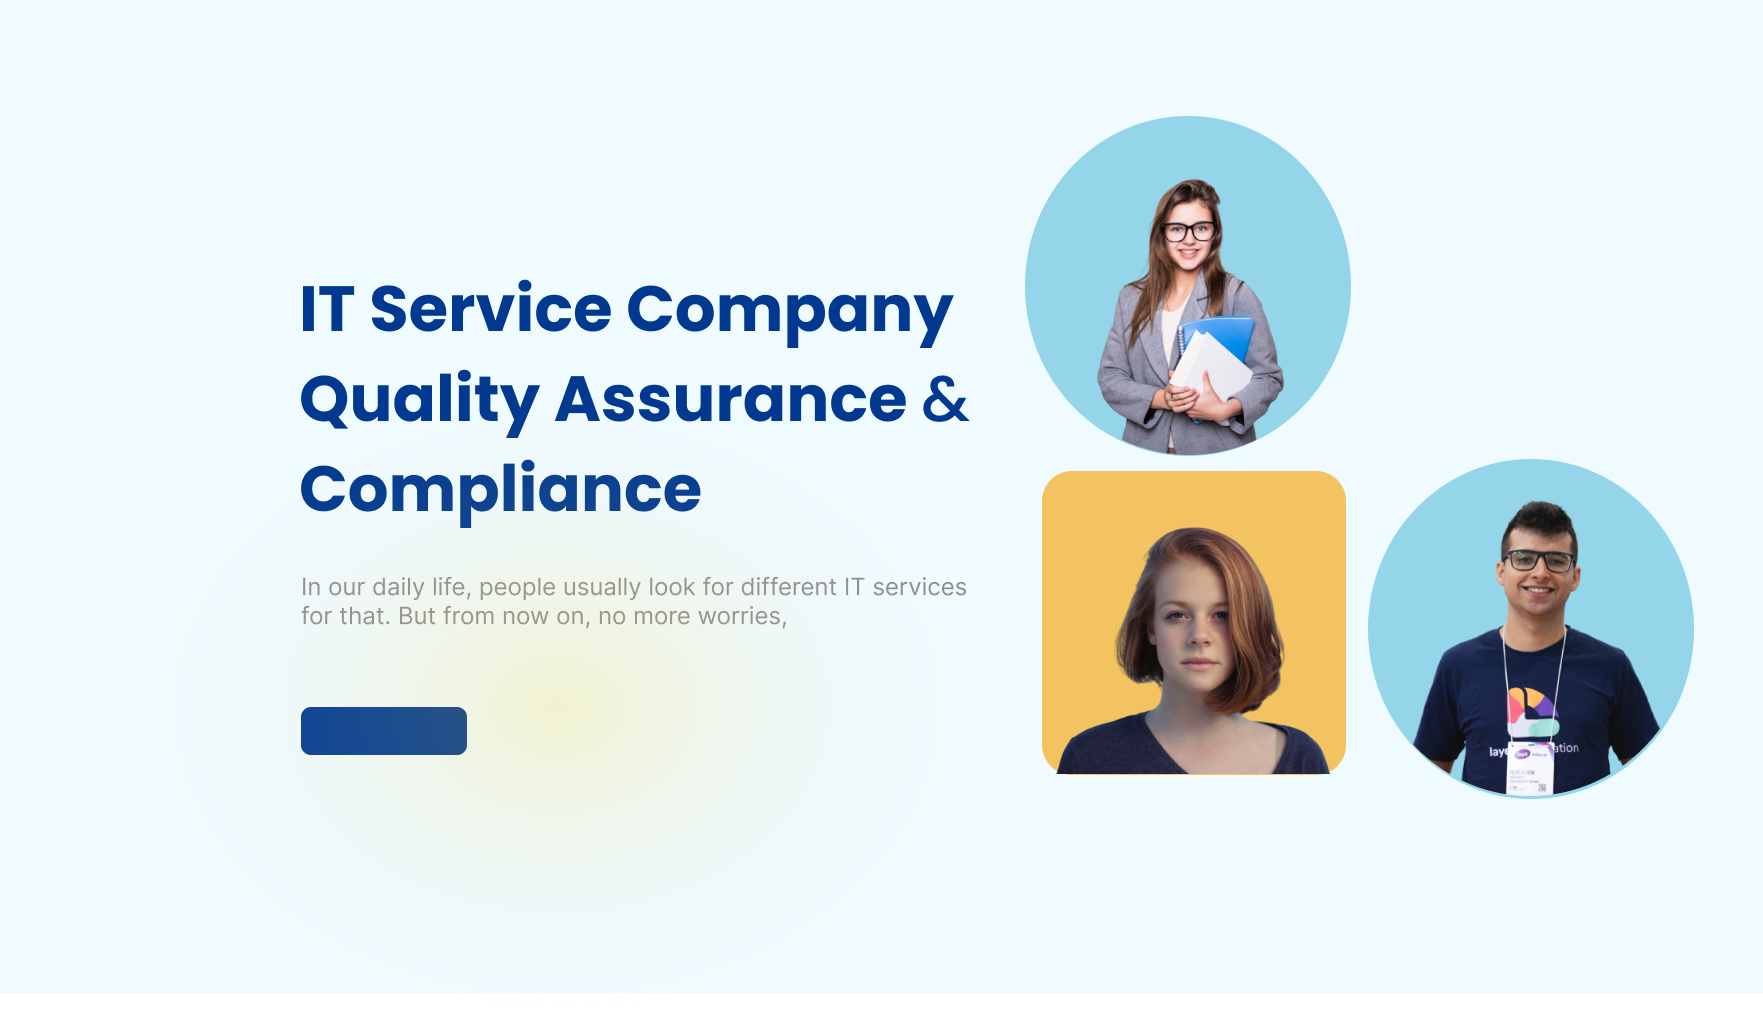 IT Service Company
Quality Assurance &
Compliance
In our daily life, people usually look for different IT services
for that. But from now on, no more worries,